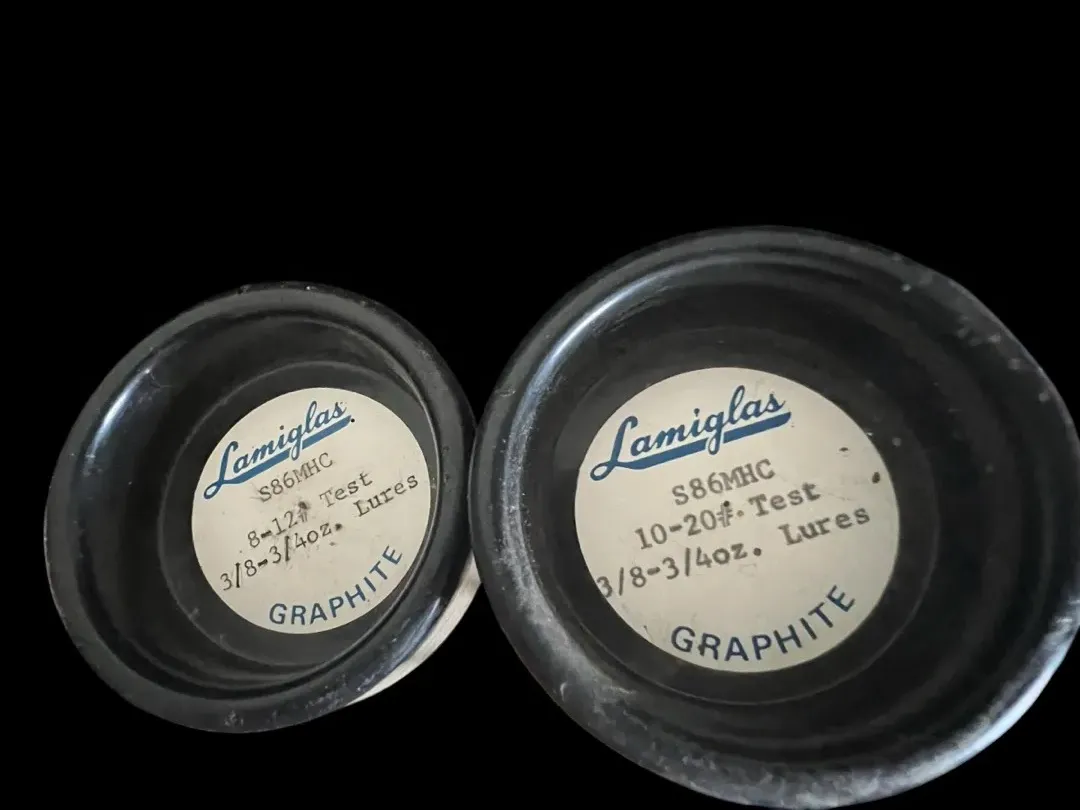 Lamiglas
S86MHC
8-12# Test
3/8-3/4oz. Lures
GRAPHITE
Lamiglas
S86MHC
10-20#. Test
3/8-3/4oz. Lures
GRAPHITE